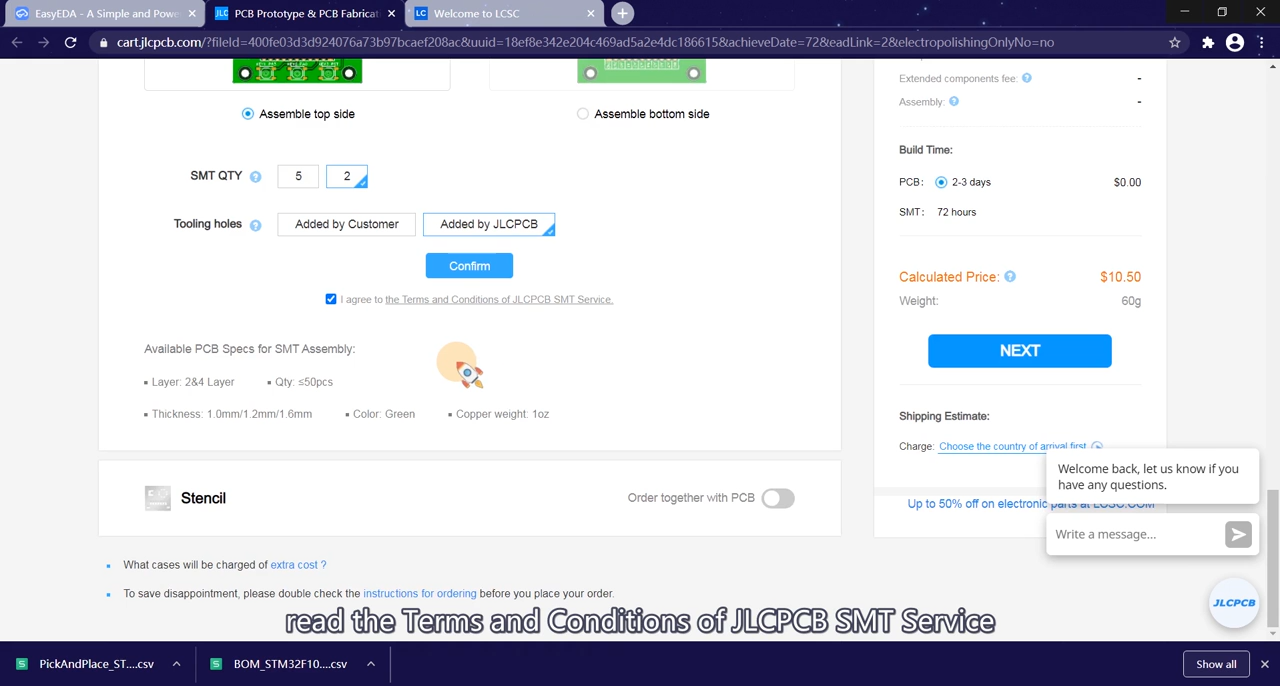 EasyEDA - A Simple and Powe
PCB Prototype & PCB Fabricat
LC Welcome to LCSC
cart.jlcpcb.com/?fileId=400fe03d3d924076a73b97bcaef208ac&uuid=18ef8e342e204c469ad5a2e4dc186615&achieveDate=72&readLink=2&electropolishingOnlyNo=no
Extended components fee: ? -
Assembly: ? -
Assemble top side
Assemble bottom side
Build Time:
SMT QTY ? 5 2
PCB: 2-3 days $0.00
SMT: 72 hours
Tooling holes ? Added by Customer Added by JLCPCB
Confirm
I agree to the Terms and Conditions of JLCPCB SMT Service.
Calculated Price: ? $10.50
Weight: 60g
NEXT
Available PCB Specs for SMT Assembly:
Layer: 2&4 Layer Qty: ≤50pcs
Thickness: 1.0mm/1.2mm/1.6mm Color: Green Copper weight: 1oz
Shipping Estimate:
Charge: Choose the country of arrival first
Welcome back, let us know if you
have any questions.
Stencil
Order together with PCB
Up to 50% off on electronic parts at LCSC.COM
Write a message...
What cases will be charged of extra cost ?
To save disappointment, please double check the instructions for ordering before you place your order.
JLCPCB
read the Terms and Conditions of JLCPCB SMT Service
PickAndPlace_ST....csv
BOM_STM32F10....csv
Show all